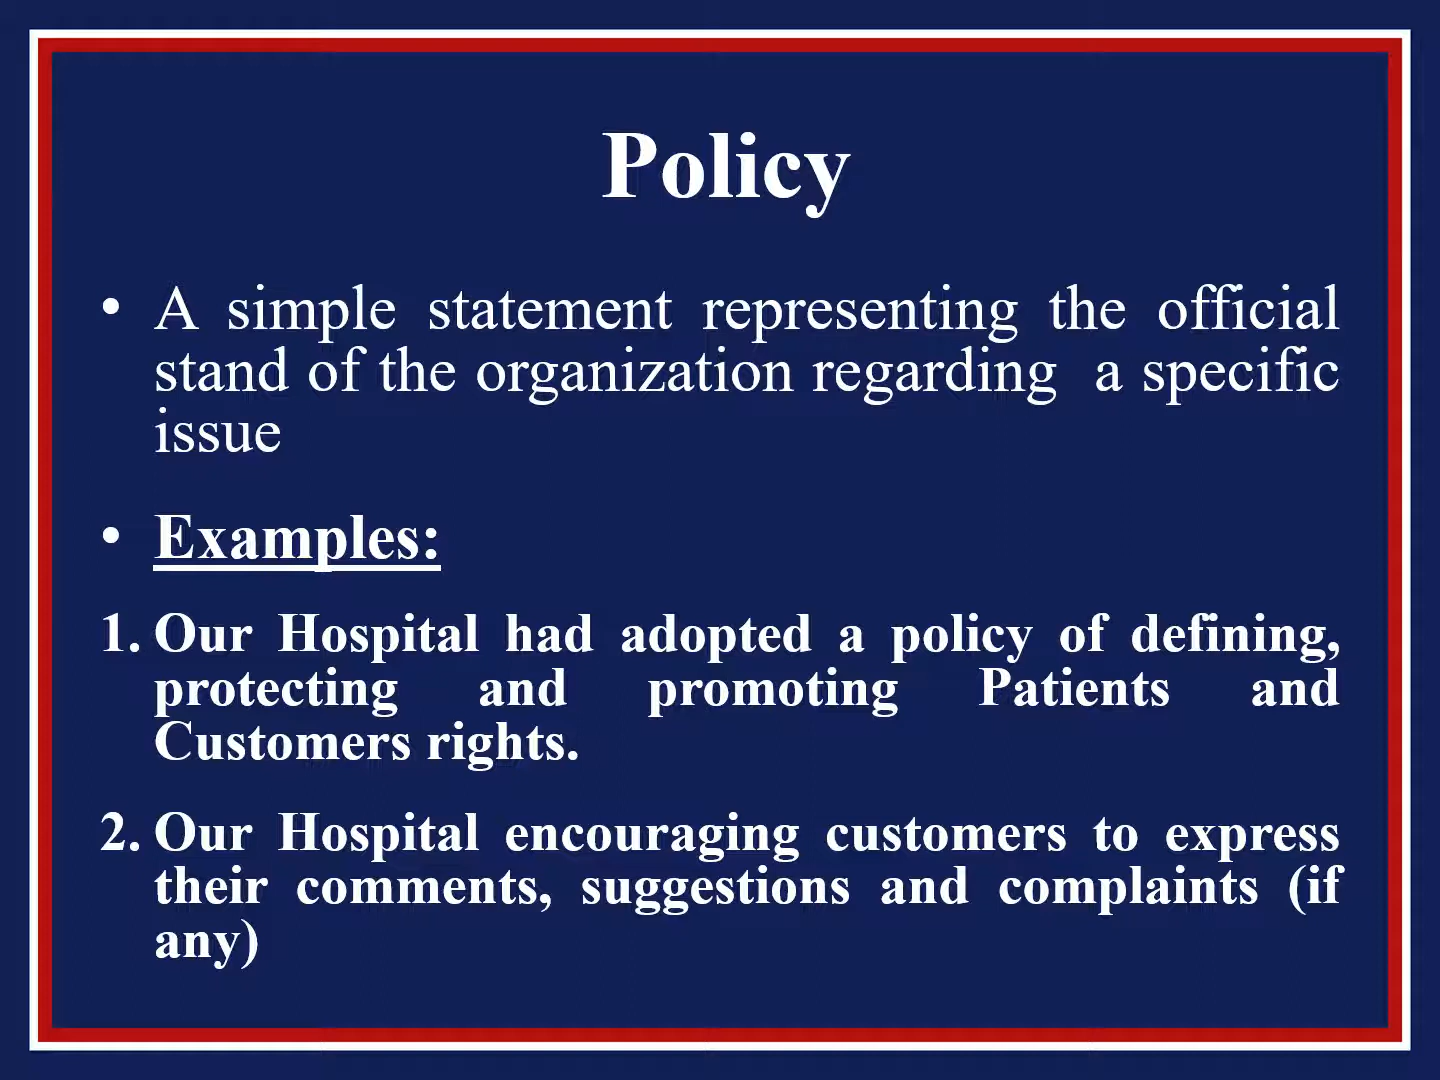 Policy
• A simple statement representing the official
stand of the organization regarding  a specific
issue
• Examples:
1. Our Hospital had adopted a policy of defining,
protecting and promoting Patients and
Customers rights.
2. Our Hospital encouraging customers to express
their comments, suggestions and complaints (if
any)